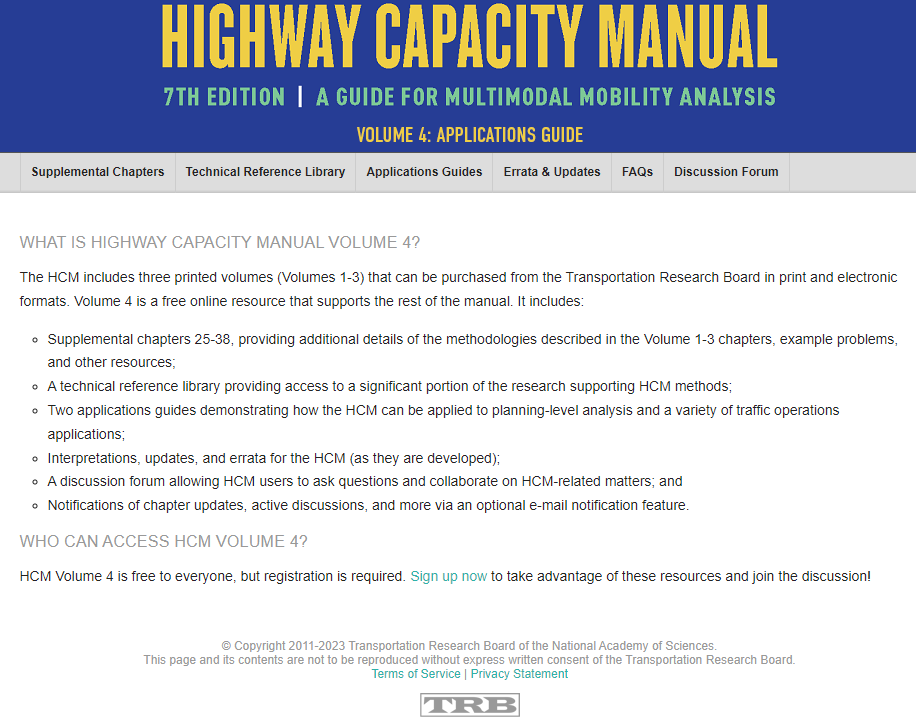 HIGHWAY CAPACITY MANUAL
7TH EDITION | A GUIDE FOR MULTIMODAL MOBILITY ANALYSIS
VOLUME 4: APPLICATIONS GUIDE
Supplemental Chapters Technical Reference Library Applications Guides Errata & Updates FAQs Discussion Forum
WHAT IS HIGHWAY CAPACITY MANUAL VOLUME 4?
The HCM includes three printed volumes (Volumes 1-3) that can be purchased from the Transportation Research Board in print and electronic
formats. Volume 4 is a free online resource that supports the rest of the manual. It includes:
Supplemental chapters 25-38, providing additional details of the methodologies described in the Volume 1-3 chapters, example problems,
and other resources;
A technical reference library providing access to a significant portion of the research supporting HCM methods;
Two applications guides demonstrating how the HCM can be applied to planning-level analysis and a variety of traffic operations
applications;
Interpretations, updates, and errata for the HCM (as they are developed);
A discussion forum allowing HCM users to ask questions and collaborate on HCM-related matters; and
Notifications of chapter updates, active discussions, and more via an optional e-mail notification feature.
WHO CAN ACCESS HCM VOLUME 4?
HCM Volume 4 is free to everyone, but registration is required. Sign up now to take advantage of these resources and join the discussion!
© Copyright 2011-2023 Transportation Research Board of the National Academy of Sciences.
This page and its contents are not to be reproduced without express written consent of the Transportation Research Board.
Terms of Service | Privacy Statement
TRB